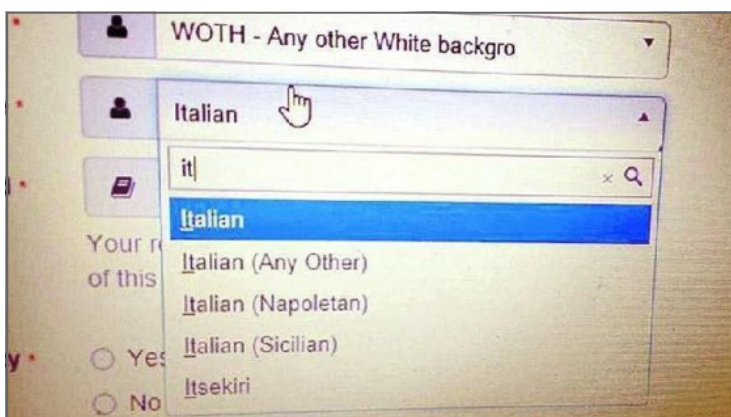 WOTH - Any other White backgro
Italian
it
Italian
Italian (Any Other)
Your re
Italian (Napoletan)
of this
Italian (Sicilian)
Yes
Itsekiri
No